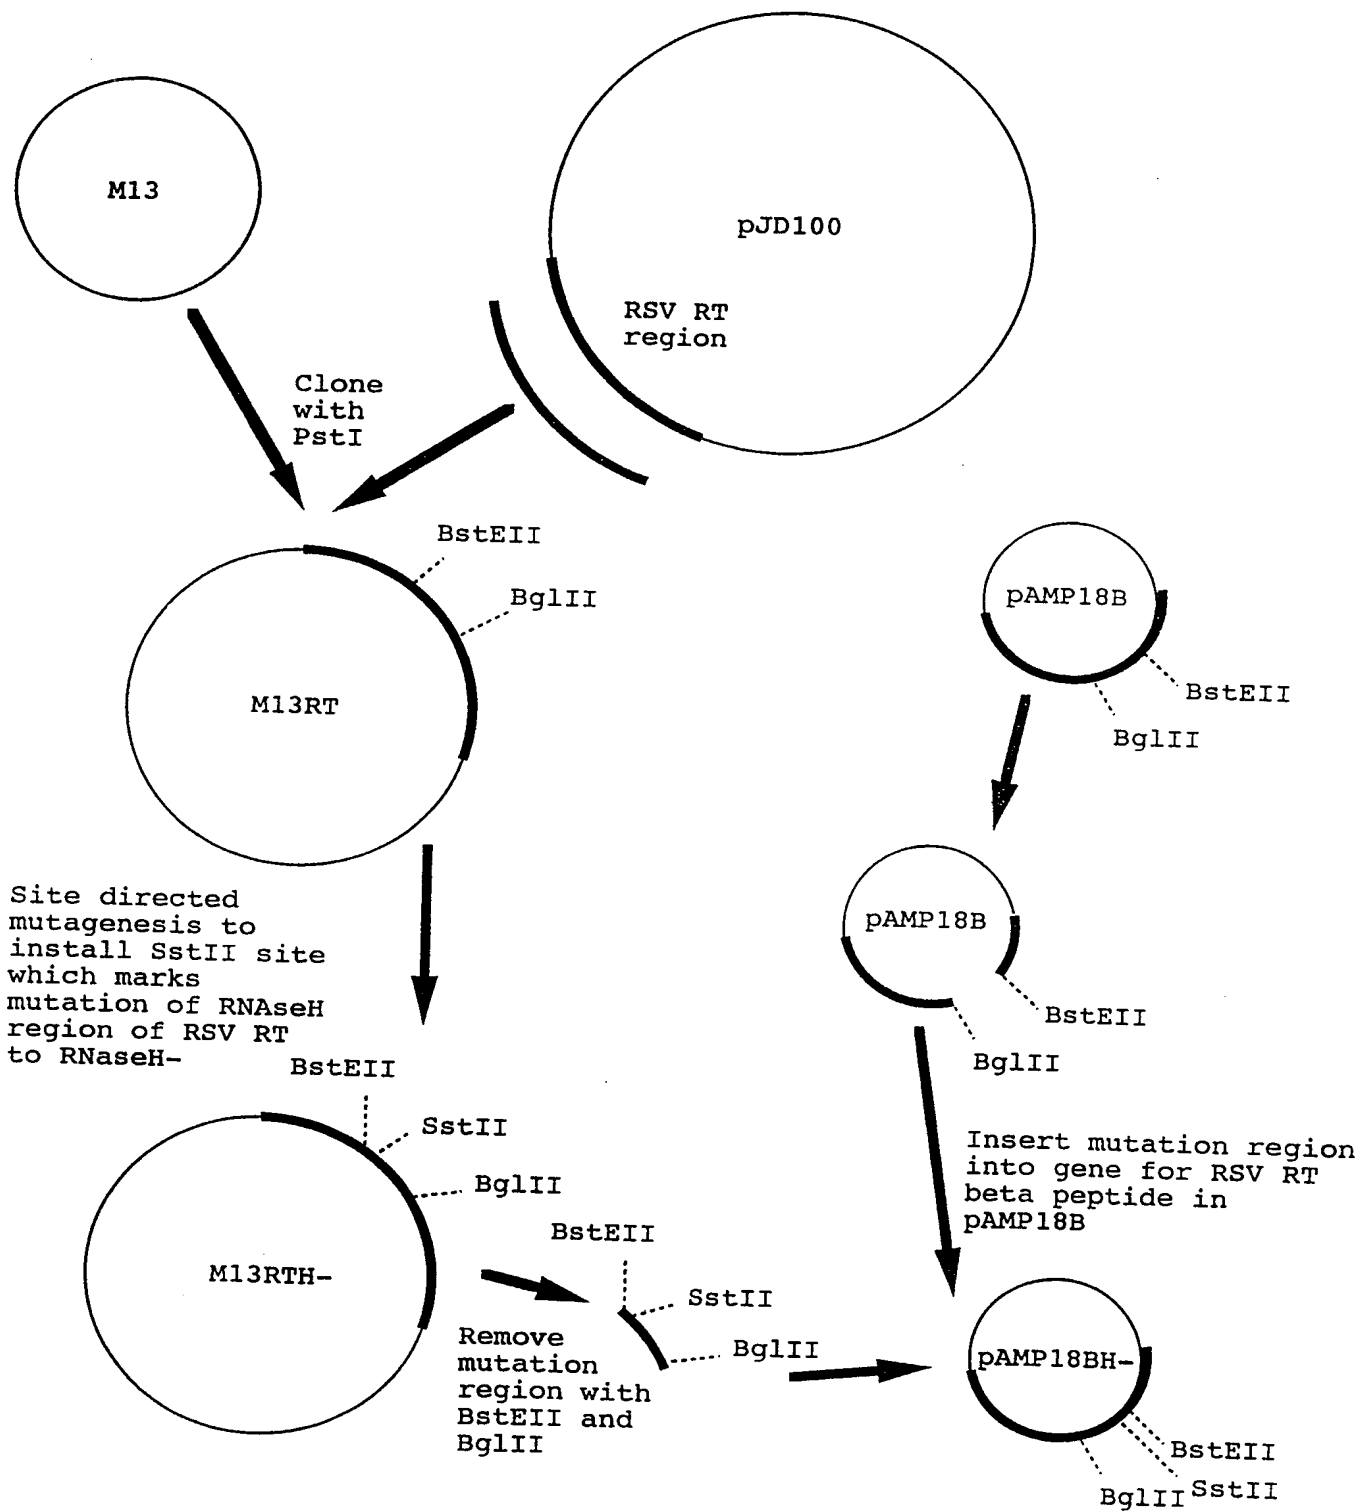 M13
pJD100
RSV RT
region
Clone
with
PstI
BstEII
BglII
M13RT
pAMP18B
BstEII
BglII
Site directed
mutagenesis to
install SstII site
which marks
mutation of RNAseH
region of RSV RT
to RNaseH-
pAMP18B
BstEII
BglII
BstEII
SstII
BglII
M13RTH-
Insert mutation region
into gene for RSV RT
beta peptide in
pAMP18B
BstEII
SstII
BglII
Remove
mutation
region with
BstEII and
BglII
pAMP18BH-
BstEII
SstII
BglII